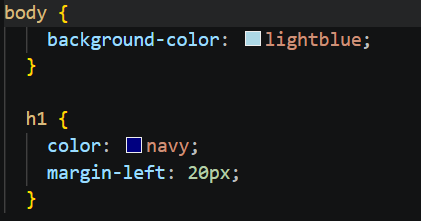 body {
    background-color: lightblue;
  }

  h1 {
    color: navy;
    margin-left: 20px;
  }